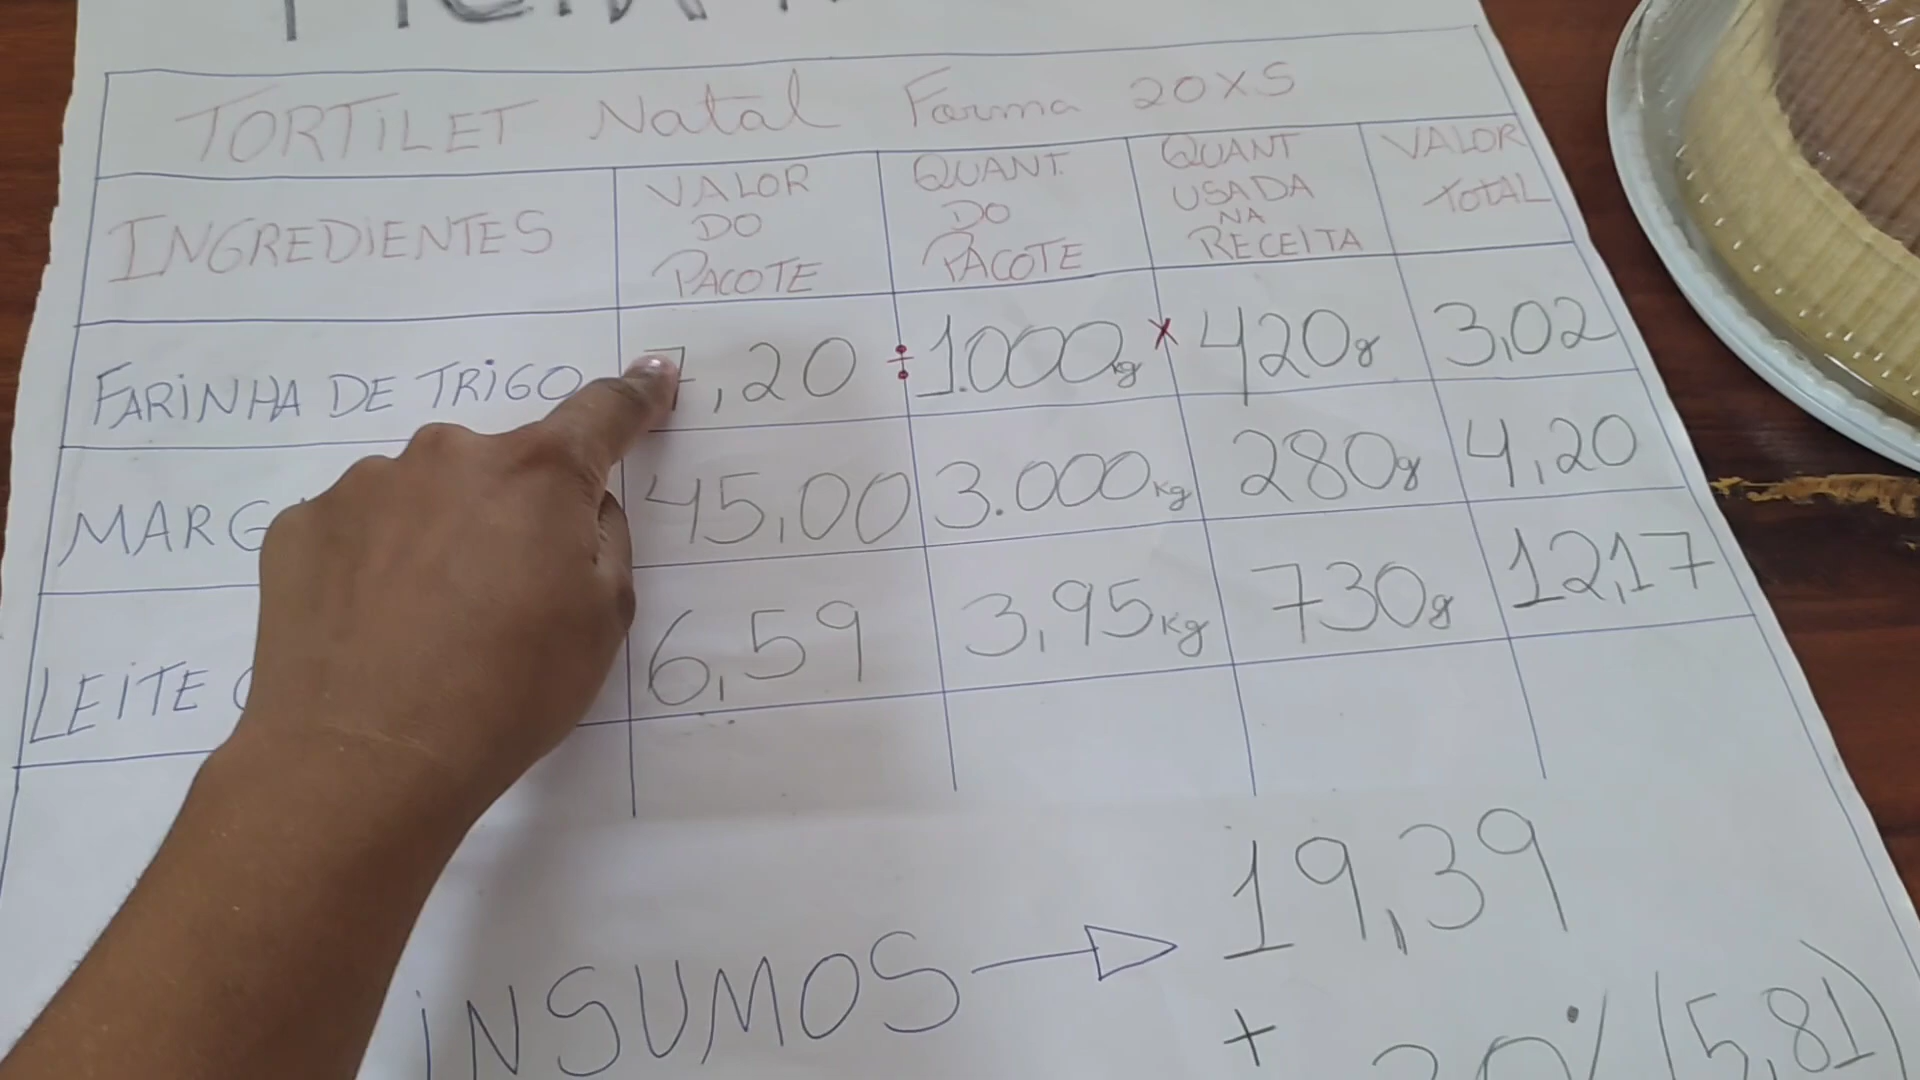 TORTILET Natal Forma 20X5
INGREDIENTES
VALOR DO PACOTE
QUANT. DO PACOTE
QUANT USADA NA RECEITA
VALOR TOTAL
FARINHA DE TRIGO 7,20 ÷ 1.000g x 420g 3,02
45,00 3.000kg 280g 4,20
LEITE 6,59 3,95kg 730g 12,17
INSUMOS → 19,39
+
(5,81)